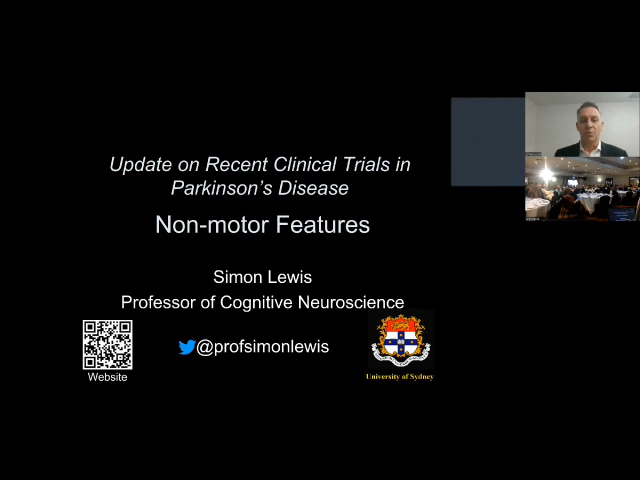 Update on Recent Clinical Trials in
Parkinson's Disease
Non-motor Features
Simon Lewis
Professor of Cognitive Neuroscience
@profsimonlewis
Website
University of Sydney